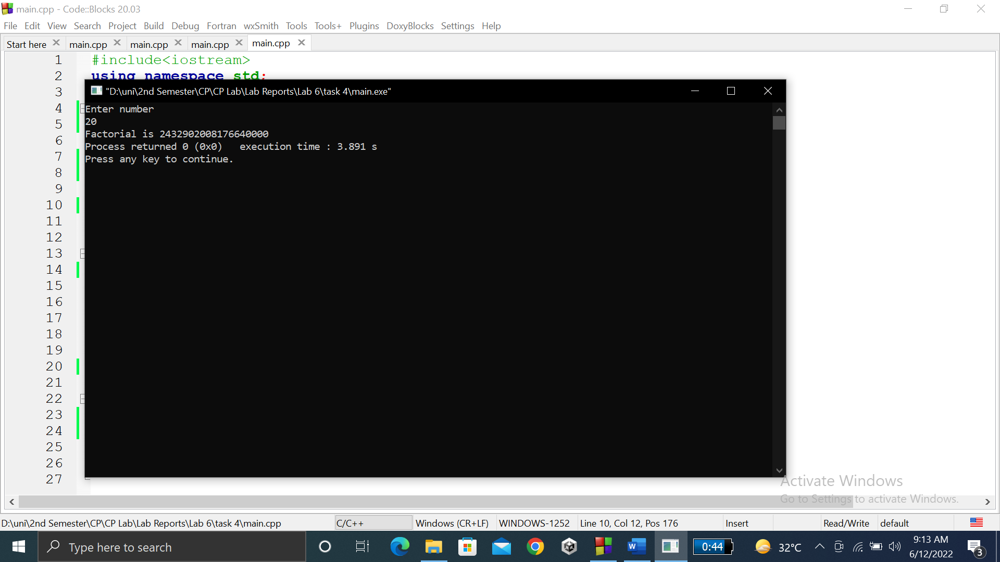 main.cpp - Code::Blocks 20.03
File Edit View Search Project Build Debug Fortran wxSmith Tools Tools+ Plugins DoxyBlocks Settings Help
Start here main.cpp main.cpp main.cpp main.cpp
1 #include<iostream>
2 using namespace std;
"D:\uni\2nd Semester\CP\CP Lab\Lab Reports\Lab 6\task 4\main.exe"
Enter number
20
Factorial is 2432902008176640000
Process returned 0 (0x0)   execution time : 3.891 s
Press any key to continue.
3
4
5
6
7
8
9
10
11
12
13
14
15
16
17
18
19
20
21
22
23
24
25
26
27
Activate Windows
Go to Settings to activate Windows.
D:\uni\2nd Semester\CP\CP Lab\Lab Reports\Lab 6\task 4\main.cpp C/C++ Windows (CR+LF) WINDOWS-1252 Line 10, Col 12, Pos 176 Insert Read/Write default
Type here to search W 0:44 32°C 9:13 AM
6/12/2022 3